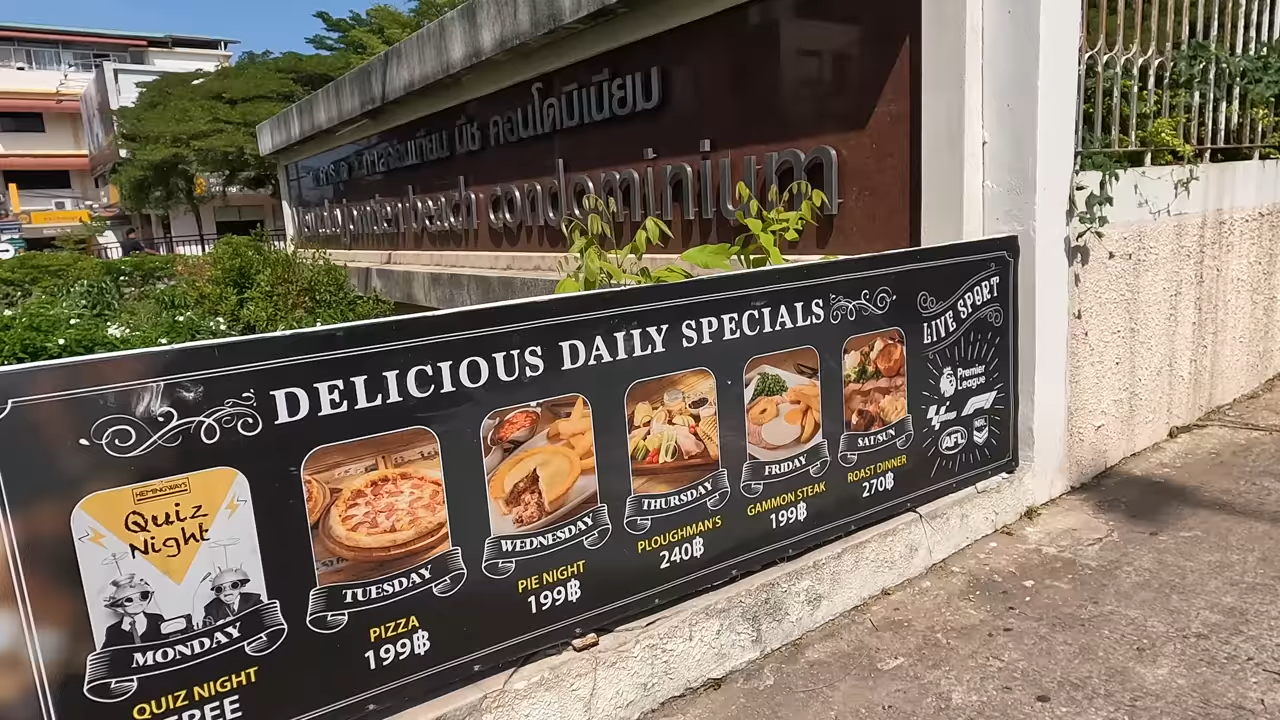 คอนโดมิเนียม
beach condominium
DELICIOUS DAILY SPECIALS
HEMINGWAYS
Quiz
Night
MONDAY
QUIZ NIGHT
FREE
TUESDAY
PIZZA
199฿
WEDNESDAY
PIE NIGHT
199฿
THURSDAY
PLOUGHMAN'S
240฿
FRIDAY
GAMMON STEAK
199฿
SAT/SUN
ROAST DINNER
270฿
LIVE SPORT
Premier
League
F1
AFL
NRL